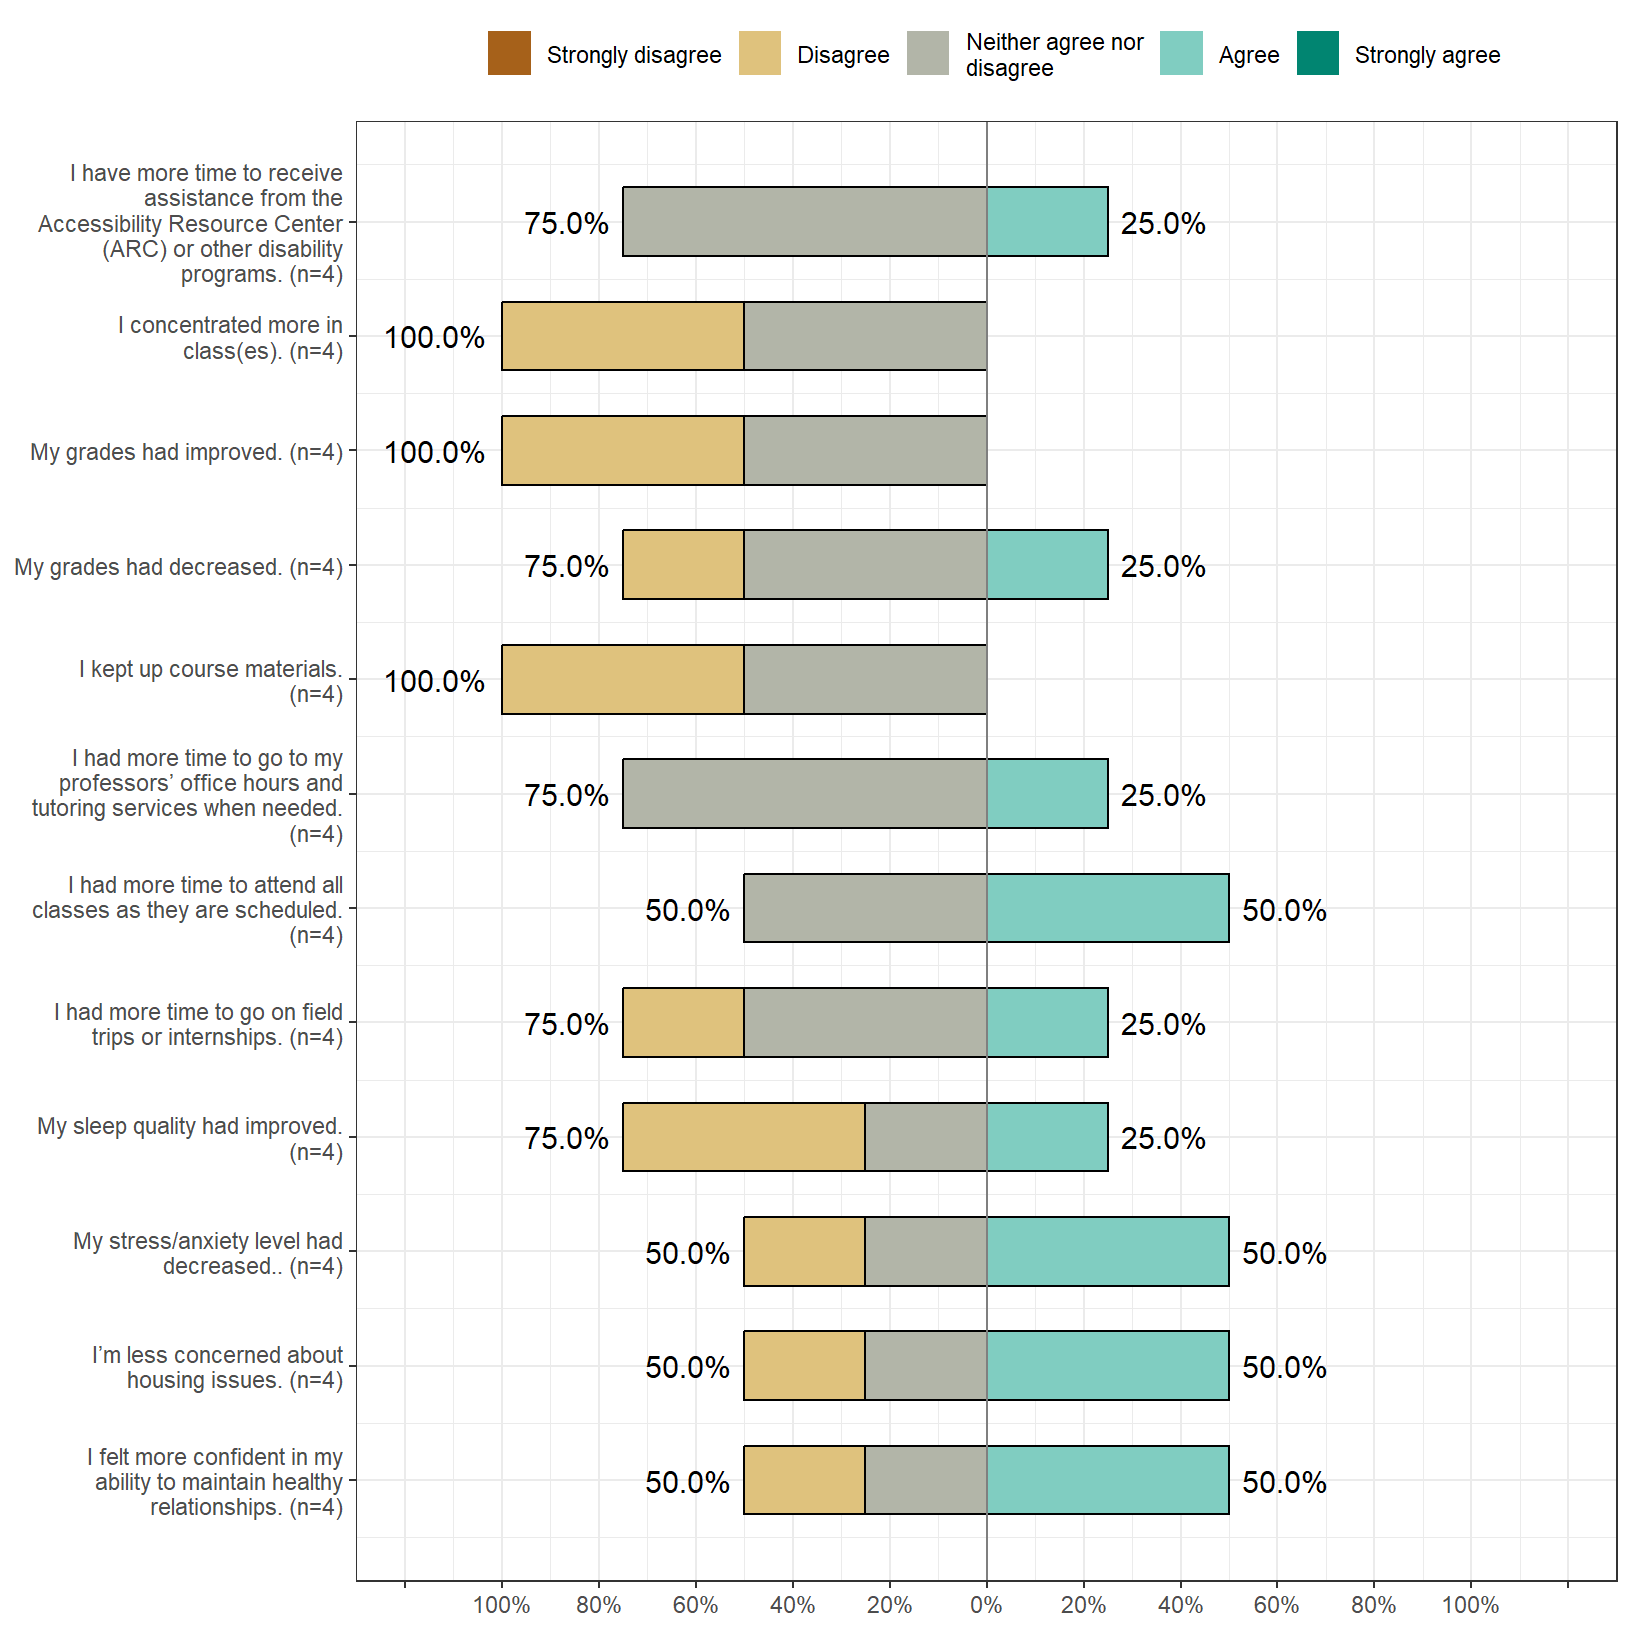 Strongly disagree
Disagree
Neither agree nor
disagree
Agree
Strongly agree
I have more time to receive
assistance from the
Accessibility Resource Center
(ARC) or other disability
programs. (n=4)
75.0%
25.0%
I concentrated more in
class(es). (n=4)
100.0%
My grades had improved. (n=4)
100.0%
My grades had decreased. (n=4)
75.0%
25.0%
I kept up course materials.
(n=4)
100.0%
I had more time to go to my
professors’ office hours and
tutoring services when needed.
(n=4)
75.0%
25.0%
I had more time to attend all
classes as they are scheduled.
(n=4)
50.0%
50.0%
I had more time to go on field
trips or internships. (n=4)
75.0%
25.0%
My sleep quality had improved.
(n=4)
75.0%
25.0%
My stress/anxiety level had
decreased.. (n=4)
50.0%
50.0%
I’m less concerned about
housing issues. (n=4)
50.0%
50.0%
I felt more confident in my
ability to maintain healthy
relationships. (n=4)
50.0%
50.0%
100% 80% 60% 40% 20% 0% 20% 40% 60% 80% 100%